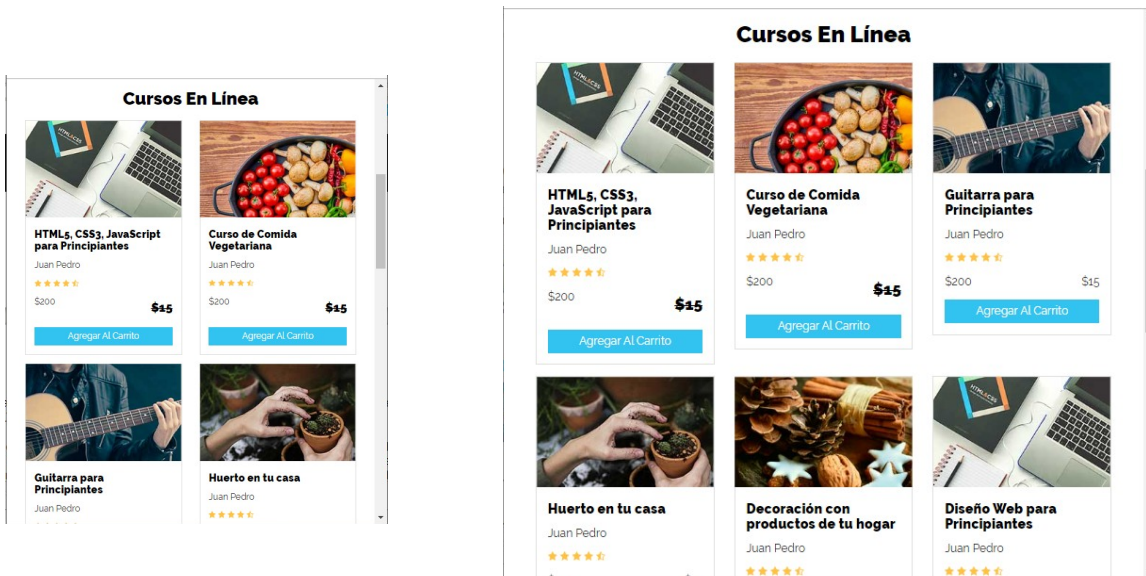 Cursos En Línea
HTML5, CSS3, JavaScript
para Principiantes
Juan Pedro
$200
$15
Agregar Al Carrito
Curso de Comida
Vegetariana
Juan Pedro
$200
$15
Agregar Al Carrito
Guitarra para
Principiantes
Juan Pedro
Huerto en tu casa
Juan Pedro
Cursos En Línea
HTML5, CSS3,
JavaScript para
Principiantes
Juan Pedro
$200
$15
Agregar Al Carrito
Curso de Comida
Vegetariana
Juan Pedro
$200
$15
Agregar Al Carrito
Guitarra para
Principiantes
Juan Pedro
$200
$15
Agregar Al Carrito
Huerto en tu casa
Juan Pedro
Decoración con
productos de tu hogar
Juan Pedro
Diseño Web para
Principiantes
Juan Pedro